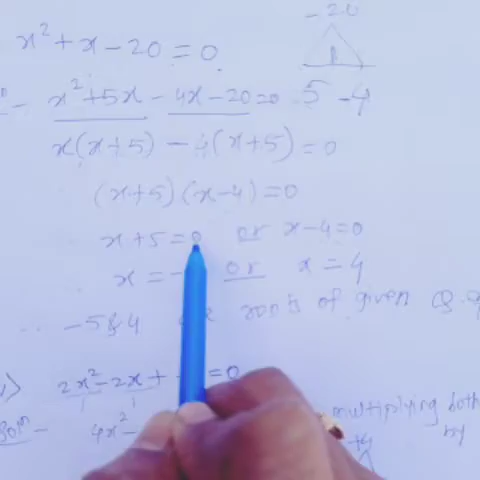 -20
x² + x - 20 = 0
- x² + 5x - 4x - 20 = 0 5 -4
x(x+5) - 4(x+5) = 0
(x+5)(x-4) = 0
x+5=0 or x-4=0
x = - or x = 4
-5&4 roots of given Q.
2x² - 2x + = 0
4x² - multiplying both
by